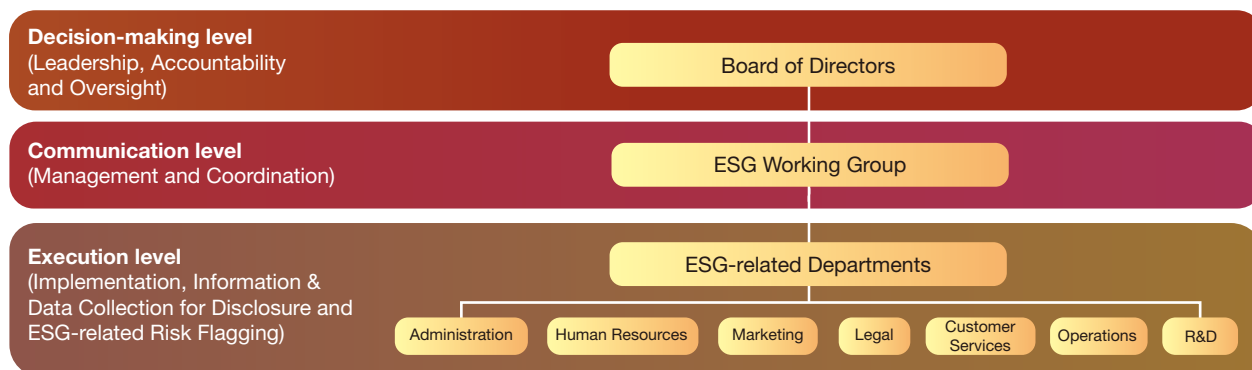 Decision-making level
(Leadership, Accountability
and Oversight)
Board of Directors
Communication level
(Management and Coordination)
ESG Working Group
Execution level
(Implementation, Information &
Data Collection for Disclosure and
ESG-related Risk Flagging)
ESG-related Departments
Administration
Human Resources
Marketing
Legal
Customer
Services
Operations
R&D